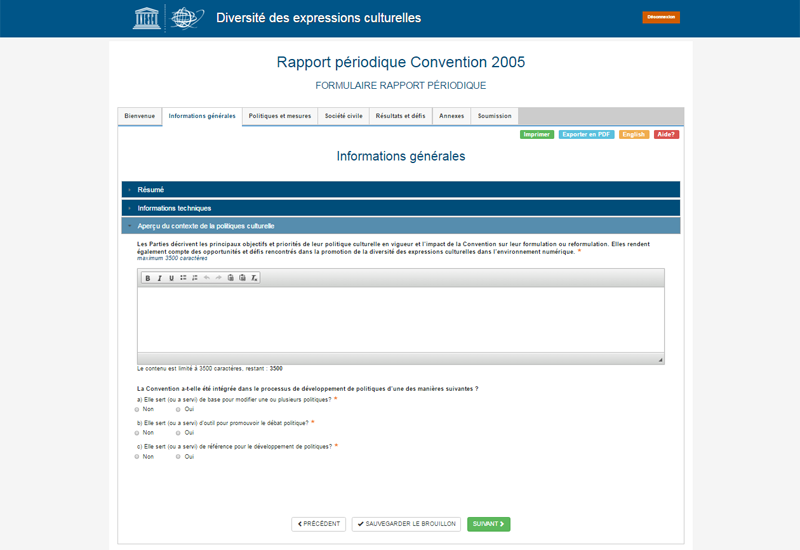 Diversité des expressions culturelles
Déconnexion
Rapport périodique Convention 2005
FORMULAIRE RAPPORT PÉRIODIQUE
Bienvenue Informations générales Politiques et mesures Société civile Résultats et défis Annexes Soumission
Imprimer Exporter en PDF English Aide?
Informations générales
Résumé
Informations techniques
Aperçu du contexte de la politiques culturelle
Les Parties décrivent les principaux objectifs et priorités de leur politique culturelle en vigueur et l'impact de la Convention sur leur formulation ou reformulation. Elles rendent
également compte des opportunités et défis rencontrés dans la promotion de la diversité des expressions culturelles dans l'environnement numérique. *
maximum 3500 caractères
B I U
Le contenu est limité à 3500 caractères, restant : 3500
La Convention a-t-elle été intégrée dans le processus de développement de politiques d'une des manières suivantes ?
a) Elle sert (ou a servi) de base pour modifier une ou plusieurs politiques? *
Non Oui
b) Elle sert (ou a servi) d'outil pour promouvoir le débat politique? *
Non Oui
c) Elle sert (ou a servi) de référence pour le développement de politiques? *
Non Oui
PRÉCÉDENT SAUVEGARDER LE BROUILLON SUIVANT